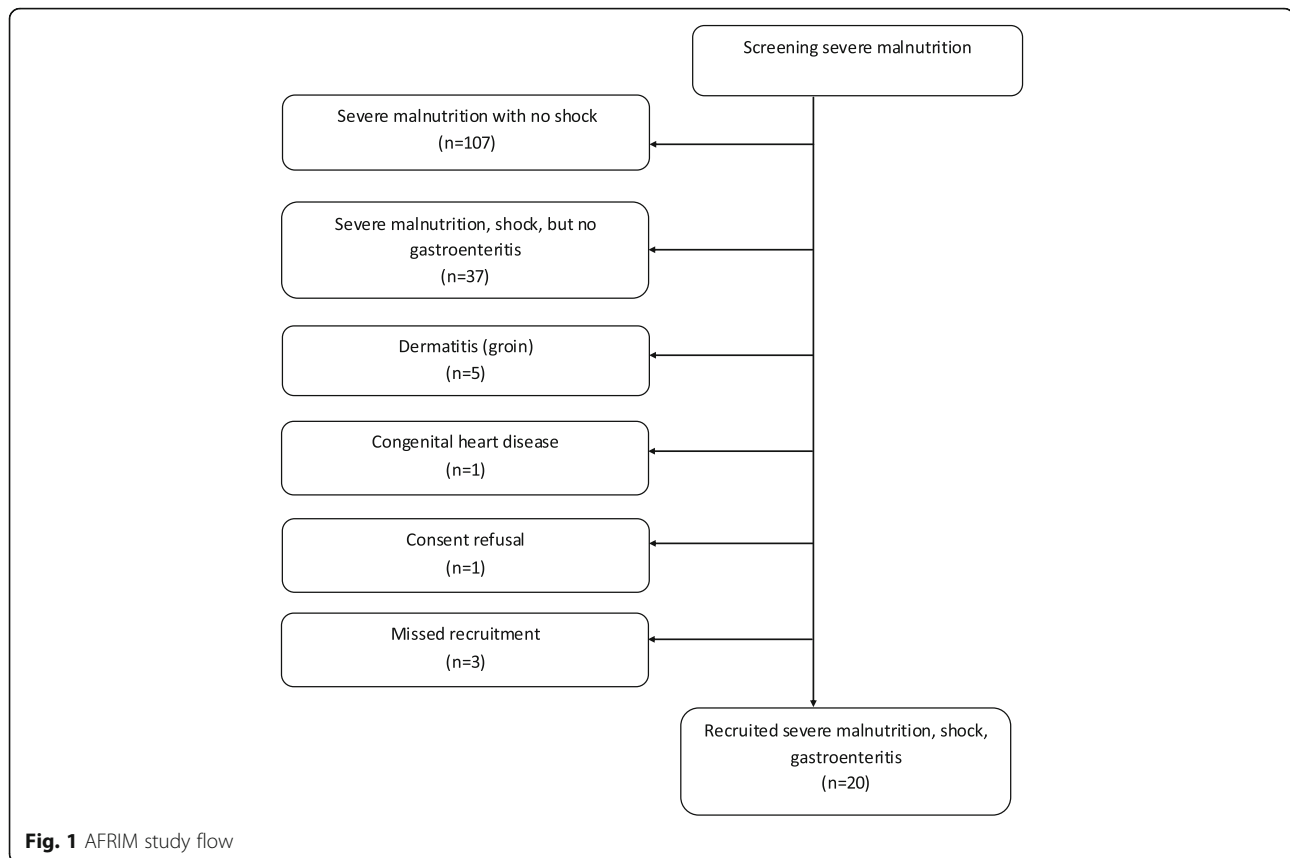 Screening severe malnutrition
Severe malnutrition with no shock
(n=107)
Severe malnutrition, shock, but no
gastroenteritis
(n=37)
Dermatitis (groin)
(n=5)
Congenital heart disease
(n=1)
Consent refusal
(n=1)
Missed recruitment
(n=3)
Recruited severe malnutrition, shock,
gastroenteritis
(n=20)
Fig. 1 AFRIM study flow